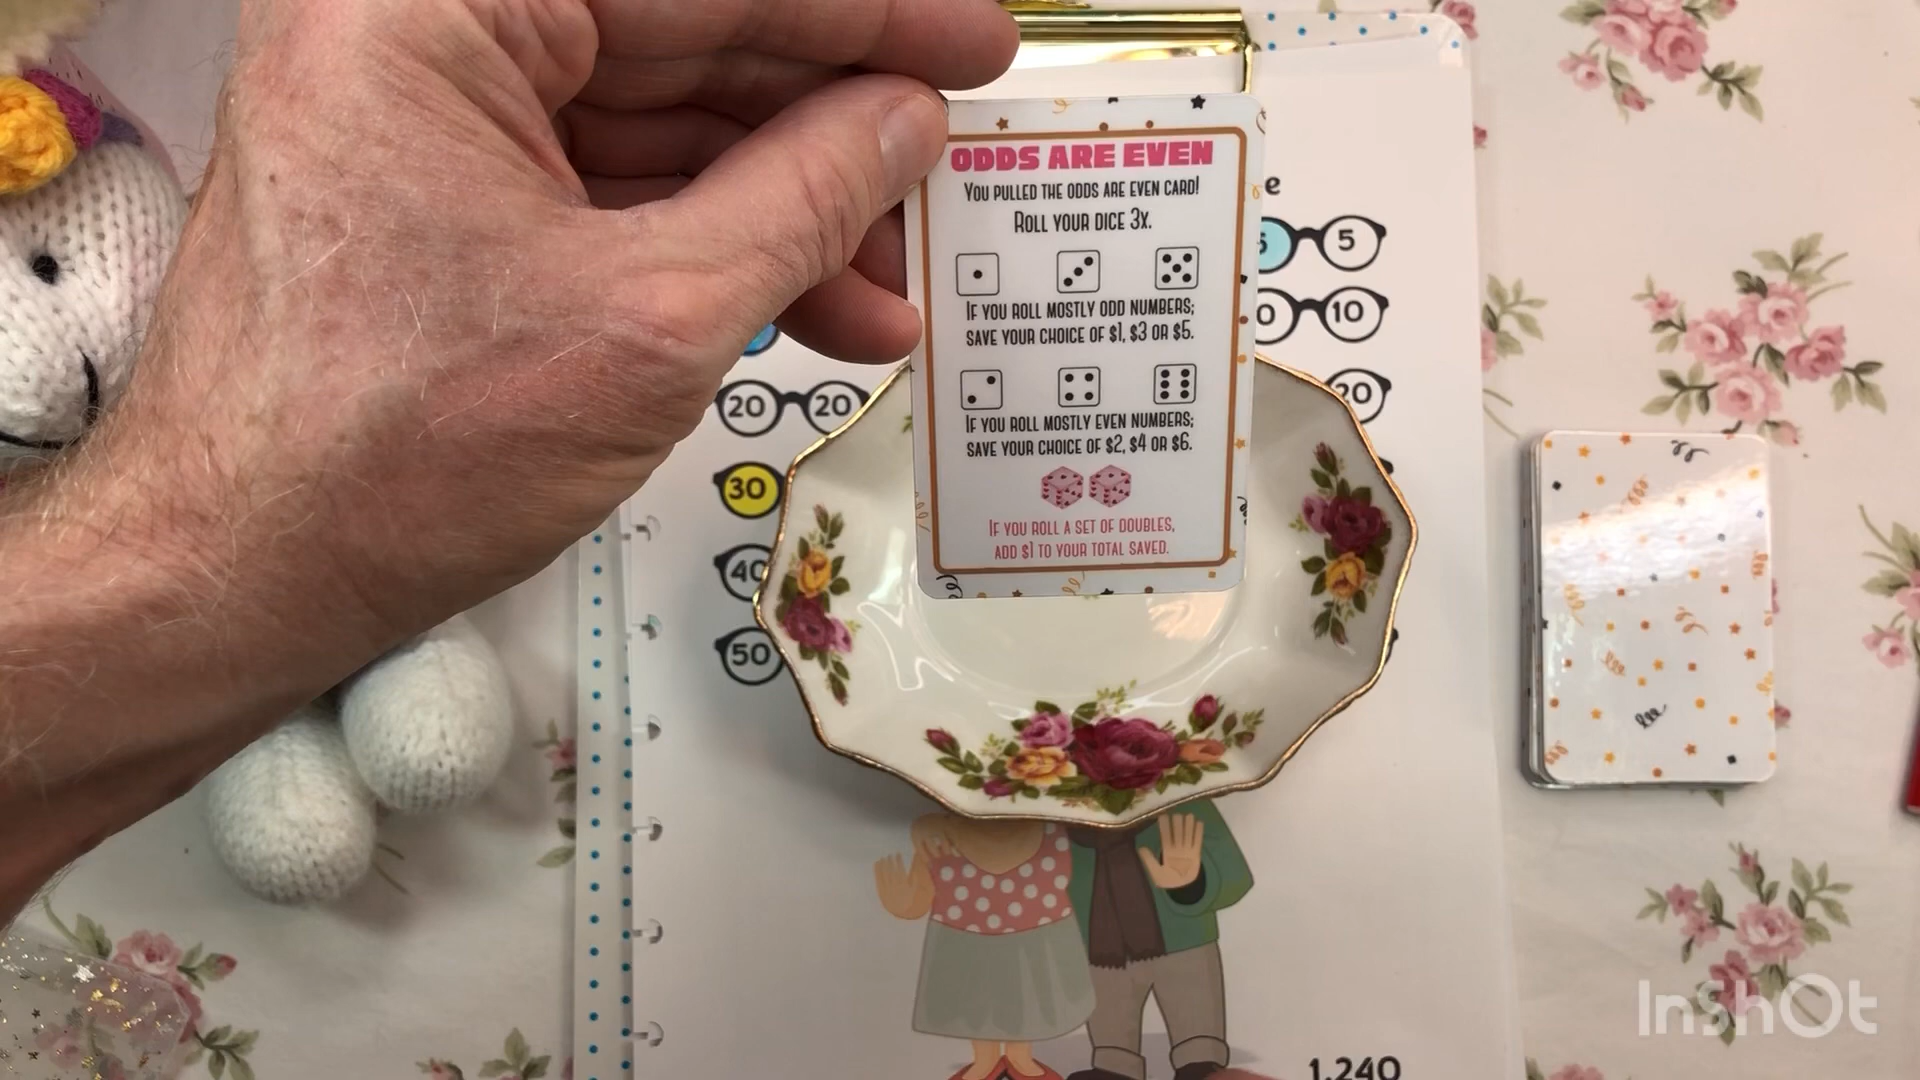 ODDS ARE EVEN
YOU PULLED THE ODDS ARE EVEN CARD!
ROLL YOUR DICE 3X.
IF YOU ROLL MOSTLY ODD NUMBERS;
SAVE YOUR CHOICE OF $1, $3 OR $5.
IF YOU ROLL MOSTLY EVEN NUMBERS;
SAVE YOUR CHOICE OF $2, $4 OR $6.
IF YOU ROLL A SET OF DOUBLES,
ADD $1 TO YOUR TOTAL SAVED.
5
10
20 20
20
30
40
50
1,240
InShOt